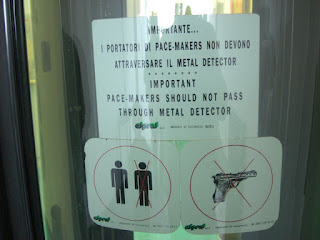 IMPORTANTE...
I PORTATORI DI PACE-MAKERS NON DEVONO
ATTRAVERSARE IL METAL DETECTOR
********
IMPORTANT
PACE-MAKERS SHOULD NOT PASS
THROUGH METAL DETECTOR